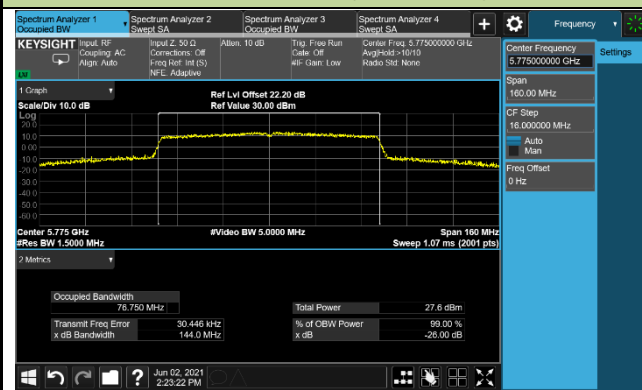 Spectrum Analyzer 1
Occupied BW
Spectrum Analyzer 2
Swept SA
Spectrum Analyzer 3
Occupied BW
Spectrum Analyzer 4
Swept SA
+
Frequency
KEYSIGHT
Input: RF
Coupling: AC
Align: Auto
Input Z: 50 Ω
Corrections: Off
Freq Ref: Int (S)
NFE: Adaptive
Atten: 10 dB
Trig: Free Run
Gate: Off
#IF Gain: Low
Center Freq: 5.775000000 GHz
Avg|Hold:>10/10
Radio Std: None
LXI
Center Frequency
5.775000000 GHz
Settings
Span
160.00 MHz
CF Step
16.000000 MHz
Auto
Man
Freq Offset
0 Hz
1 Graph
Scale/Div 10.0 dB
Ref Lvl Offset 22.20 dB
Ref Value 30.00 dBm
Log
20.0
10.0
0.00
-10.0
-20.0
-30.0
-40.0
-50.0
-60.0
Center 5.775 GHz
#Res BW 1.5000 MHz
#Video BW 5.0000 MHz
Span 160 MHz
Sweep 1.07 ms (2001 pts)
2 Metrics
Occupied Bandwidth
76.750 MHz
Total Power
27.6 dBm
Transmit Freq Error
30.446 kHz
% of OBW Power
99.00 %
x dB Bandwidth
144.0 MHz
x dB
-26.00 dB
?
Jun 02, 2021
2:23:22 PM